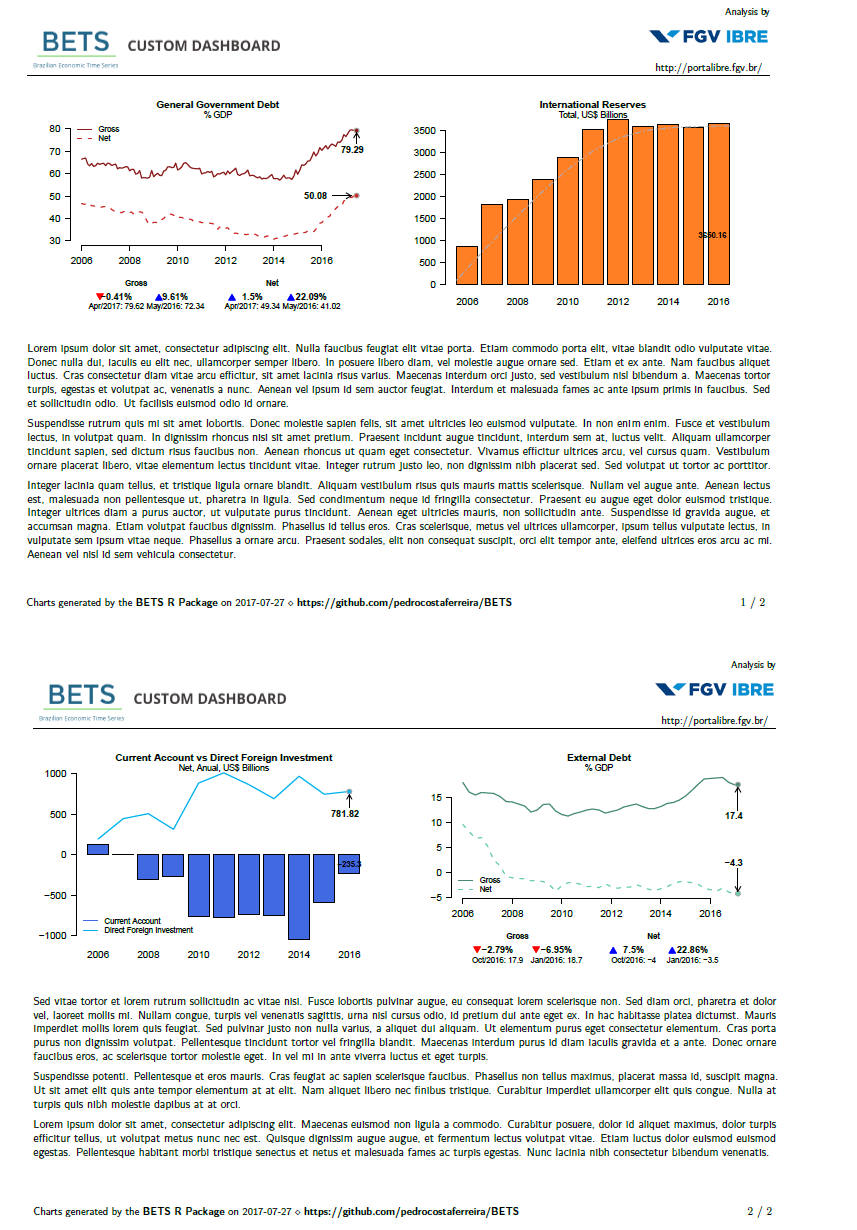 Analysis by
BETS CUSTOM DASHBOARD
FGV IBRE
Brazilian Economic Time Series
http://portalibre.fgv.br/
General Government Debt
% GDP
80
70
60
50
40
30
Gross
Net
79.29
50.08
2006 2008 2010 2012 2014 2016
Gross Net
−0.41% 9.61% 1.5% 22.09%
Apr/2017: 79.62 May/2016: 72.34 Apr/2017: 49.34 May/2016: 41.02
International Reserves
Total, US$ Billions
3500
3000
2500
2000
1500
1000
500
0
3650.16
2006 2008 2010 2012 2014 2016
Lorem ipsum dolor sit amet, consectetur adipiscing elit. Nulla faucibus feugiat elit vitae porta. Etiam commodo porta elit, vitae blandit odio vulputate vitae.
Donec nulla dui, iaculis eu elit nec, ullamcorper semper libero. In posuere libero diam, vel molestie augue ornare sed. Etiam et ex ante. Nam faucibus aliquet
luctus. Cras consectetur diam vitae arcu efficitur, sit amet lacinia risus varius. Maecenas interdum orci justo, sed vestibulum nisl bibendum a. Maecenas tortor
turpis, egestas et volutpat ac, venenatis a nunc. Aenean vel ipsum id sem auctor feugiat. Interdum et malesuada fames ac ante ipsum primis in faucibus. Sed
et sollicitudin odio. Ut facilisis euismod odio id ornare.
Suspendisse rutrum quis mi sit amet lobortis. Donec molestie sapien felis, sit amet ultricies leo euismod vulputate. In non enim enim. Fusce et vestibulum
lectus, in volutpat quam. In dignissim rhoncus nisi sit amet pretium. Praesent incidunt augue tincidunt, interdum sem at, luctus velit. Aliquam ullamcorper
tincidunt sapien, sed dictum risus faucibus non. Aenean rhoncus ut quam eget consectetur. Vivamus efficitur ultrices arcu, vel cursus quam. Vestibulum
ornare placerat libero, vitae elementum lectus tincidunt vitae. Integer rutrum justo leo, non dignissim nibh placerat sed. Sed volutpat ut tortor ac porttitor.
Integer lacinia quam tellus, et tristique ligula ornare blandit. Aliquam vestibulum risus quis mauris mattis scelerisque. Nullam vel augue ante. Aenean lectus
est, malesuada non pellentesque ut, pharetra in ligula. Sed condimentum neque id fringilla consectetur. Praesent eu augue eget dolor euismod tristique.
Integer ultrices diam a purus auctor, ut vulputate purus tincidunt. Aenean eget ultricies mauris, non sollicitudin ante. Suspendisse id gravida augue, et
accumsan magna. Etiam volutpat faucibus dignissim. Phasellus id tellus eros. Cras scelerisque, metus vel ultrices ullamcorper, ipsum tellus vulputate lectus, in
vulputate sem ipsum vitae neque. Phasellus a ornare arcu. Praesent sodales, elit non consequat suscipit, orci elit tempor ante, eleifend ultrices eros arcu ac mi.
Aenean vel nisl id sem vehicula consectetur.
Charts generated by the BETS R Package on 2017-07-27 ⋄ https://github.com/pedrocostaferreira/BETS 1 / 2
Analysis by
BETS CUSTOM DASHBOARD
FGV IBRE
Brazilian Economic Time Series
http://portalibre.fgv.br/
Current Account vs Direct Foreign Investment
Net, Anual, US$ Billions
1000
500
0
−500
−1000
781.82
−235.3
Current Account
Direct Foreign Investment
2006 2008 2010 2012 2014 2016
External Debt
% GDP
15
10
5
0
−5
17.4
−4.3
Gross
Net
2006 2008 2010 2012 2014 2016
Gross Net
−2.79% −6.95% 7.5% 22.86%
Oct/2016: 17.9 Jan/2016: 18.7 Oct/2016: −4 Jan/2016: −3.5
Sed vitae tortor et lorem rutrum sollicitudin ac vitae nisi. Fusce lobortis pulvinar augue, eu consequat lorem scelerisque non. Sed diam orci, pharetra et dolor
vel, laoreet mollis mi. Nullam congue, turpis vel venenatis sagittis, urna nisl cursus odio, id pretium dui ante eget ex. In hac habitasse platea dictumst. Mauris
imperdiet mollis lorem quis feugiat. Sed pulvinar justo non nulla varius, a aliquet dui aliquam. Ut elementum purus eget consectetur elementum. Cras porta
purus non dignissim volutpat. Pellentesque tincidunt tortor vel fringilla blandit. Maecenas interdum purus id diam iaculis gravida et a ante. Donec ornare
faucibus eros, ac scelerisque tortor molestie eget. In vel mi in ante viverra luctus et eget turpis.
Suspendisse potenti. Pellentesque et eros mauris. Cras feugiat ac sapien scelerisque faucibus. Phasellus non tellus maximus, placerat massa id, suscipit magna.
Ut sit amet elit quis ante tempor elementum at at elit. Nam aliquet libero nec finibus tristique. Curabitur imperdiet ullamcorper elit quis congue. Nulla at
turpis quis nibh molestie dapibus at at orci.
Lorem ipsum dolor sit amet, consectetur adipiscing elit. Maecenas euismod non ligula a commodo. Curabitur posuere, dolor id aliquet maximus, dolor turpis
efficitur tellus, ut volutpat metus nunc nec est. Quisque dignissim augue augue, et fermentum lectus volutpat vitae. Etiam luctus dolor euismod euismod
egestas. Pellentesque habitant morbi tristique senectus et netus et malesuada fames ac turpis egestas. Nunc lacinia nibh consectetur bibendum venenatis.
Charts generated by the BETS R Package on 2017-07-27 ⋄ https://github.com/pedrocostaferreira/BETS 2 / 2